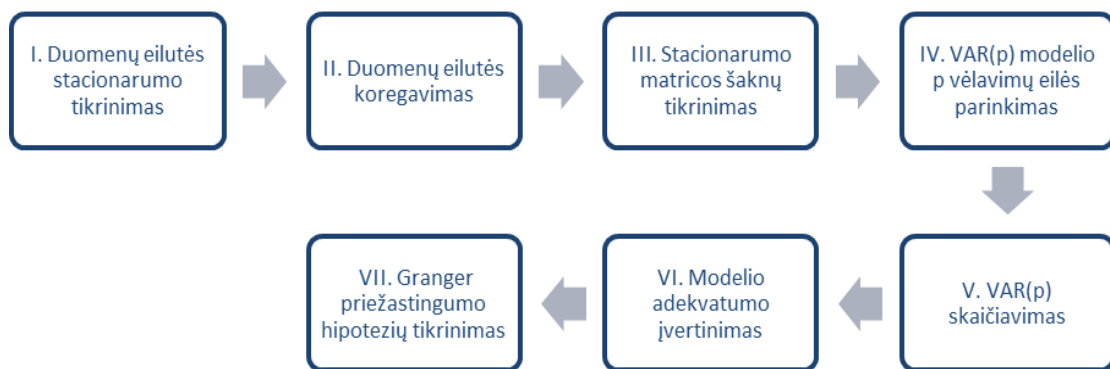 I. Duomenų eilutės
stacionarumo
tikrinimas
II. Duomenų eilutės
koregavimas
III. Stacionarumo
matricos šaknų
tikrinimas
IV. VAR(p) modelio
p vėlavimų eilės
parinkimas
V. VAR(p)
skaičiavimas
VI. Modelio
adekvatumo
įvertinimas
VII. Granger
priežastingumo
hipotezių tikrinimas